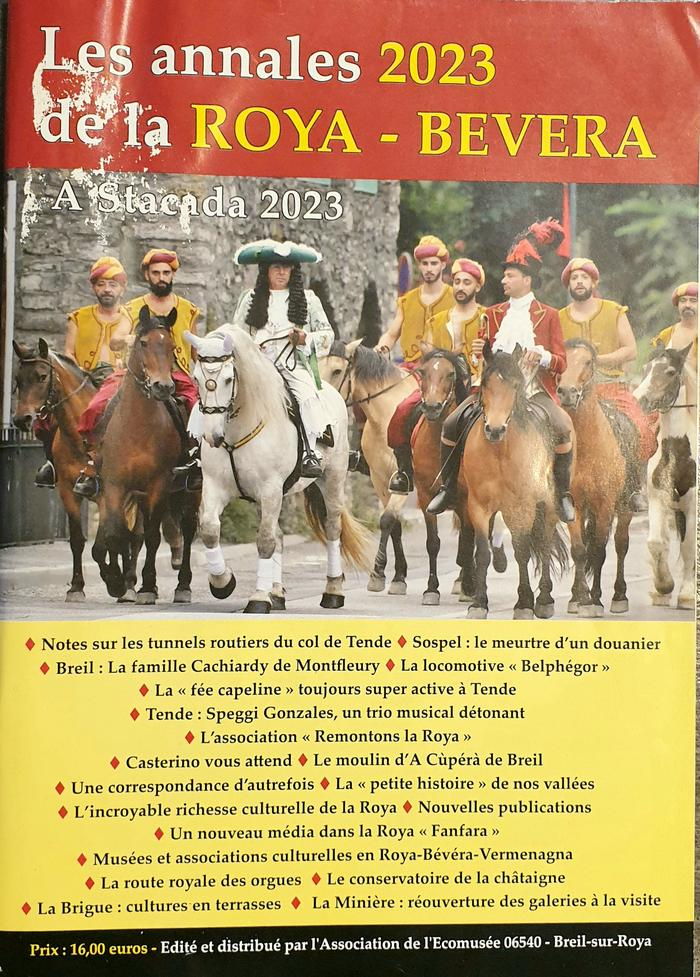 Les annales 2023
de la ROYA - BEVERA
A Stacada 2023
♦ Notes sur les tunnels routiers du col de Tende ♦ Sospel : le meurtre d'un douanier
♦ Breil : La famille Cachiardy de Montfleury ♦ La locomotive « Belphégor »
♦ La « fée capeline » toujours super active à Tende
♦ Tende : Speggi Gonzales, un trio musical détonant
♦ L'association « Remontons la Roya »
♦ Casterino vous attend ♦ Le moulin d'A Cùpérà de Breil
♦ Une correspondance d'autrefois ♦ La « petite histoire » de nos vallées
♦ L'incroyable richesse culturelle de la Roya ♦ Nouvelles publications
♦ Un nouveau média dans la Roya « Fanfara »
♦ Musées et associations culturelles en Roya-Bévéra-Vermenagna
♦ La route royale des orgues ♦ Le conservatoire de la châtaigne
♦ La Brigue : cultures en terrasses ♦ La Minière : réouverture des galeries à la visite
Prix : 16,00 euros - Edité et distribué par l'Association de l'Ecomusée 06540 - Breil-sur-Roya